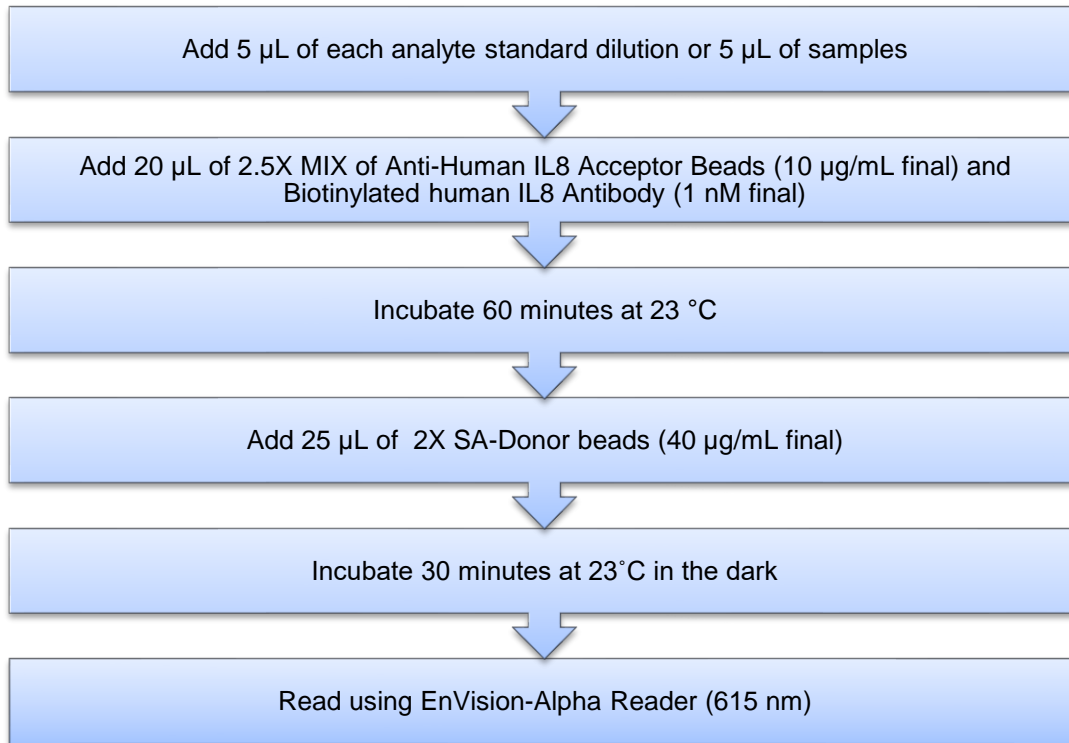 Add 5 µL of each analyte standard dilution or 5 µL of samples
Add 20 µL of 2.5X MIX of Anti-Human IL8 Acceptor Beads (10 µg/mL final) and
Biotinylated human IL8 Antibody (1 nM final)
Incubate 60 minutes at 23 °C
Add 25 µL of  2X SA-Donor beads (40 µg/mL final)
Incubate 30 minutes at 23˚C in the dark
Read using EnVision-Alpha Reader (615 nm)